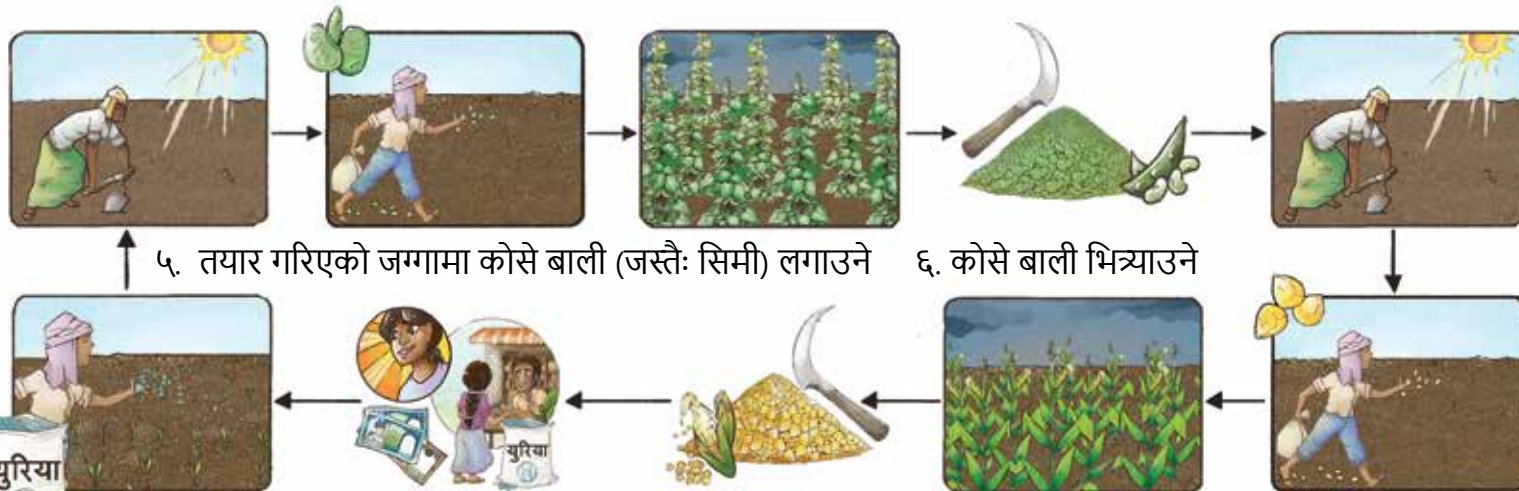 ५. तयार गरिएको जग्गामा कोसे बाली (जस्तैः सिमी) लगाउने ६. कोसे बाली भित्र्याउने
युरिया
युरिया